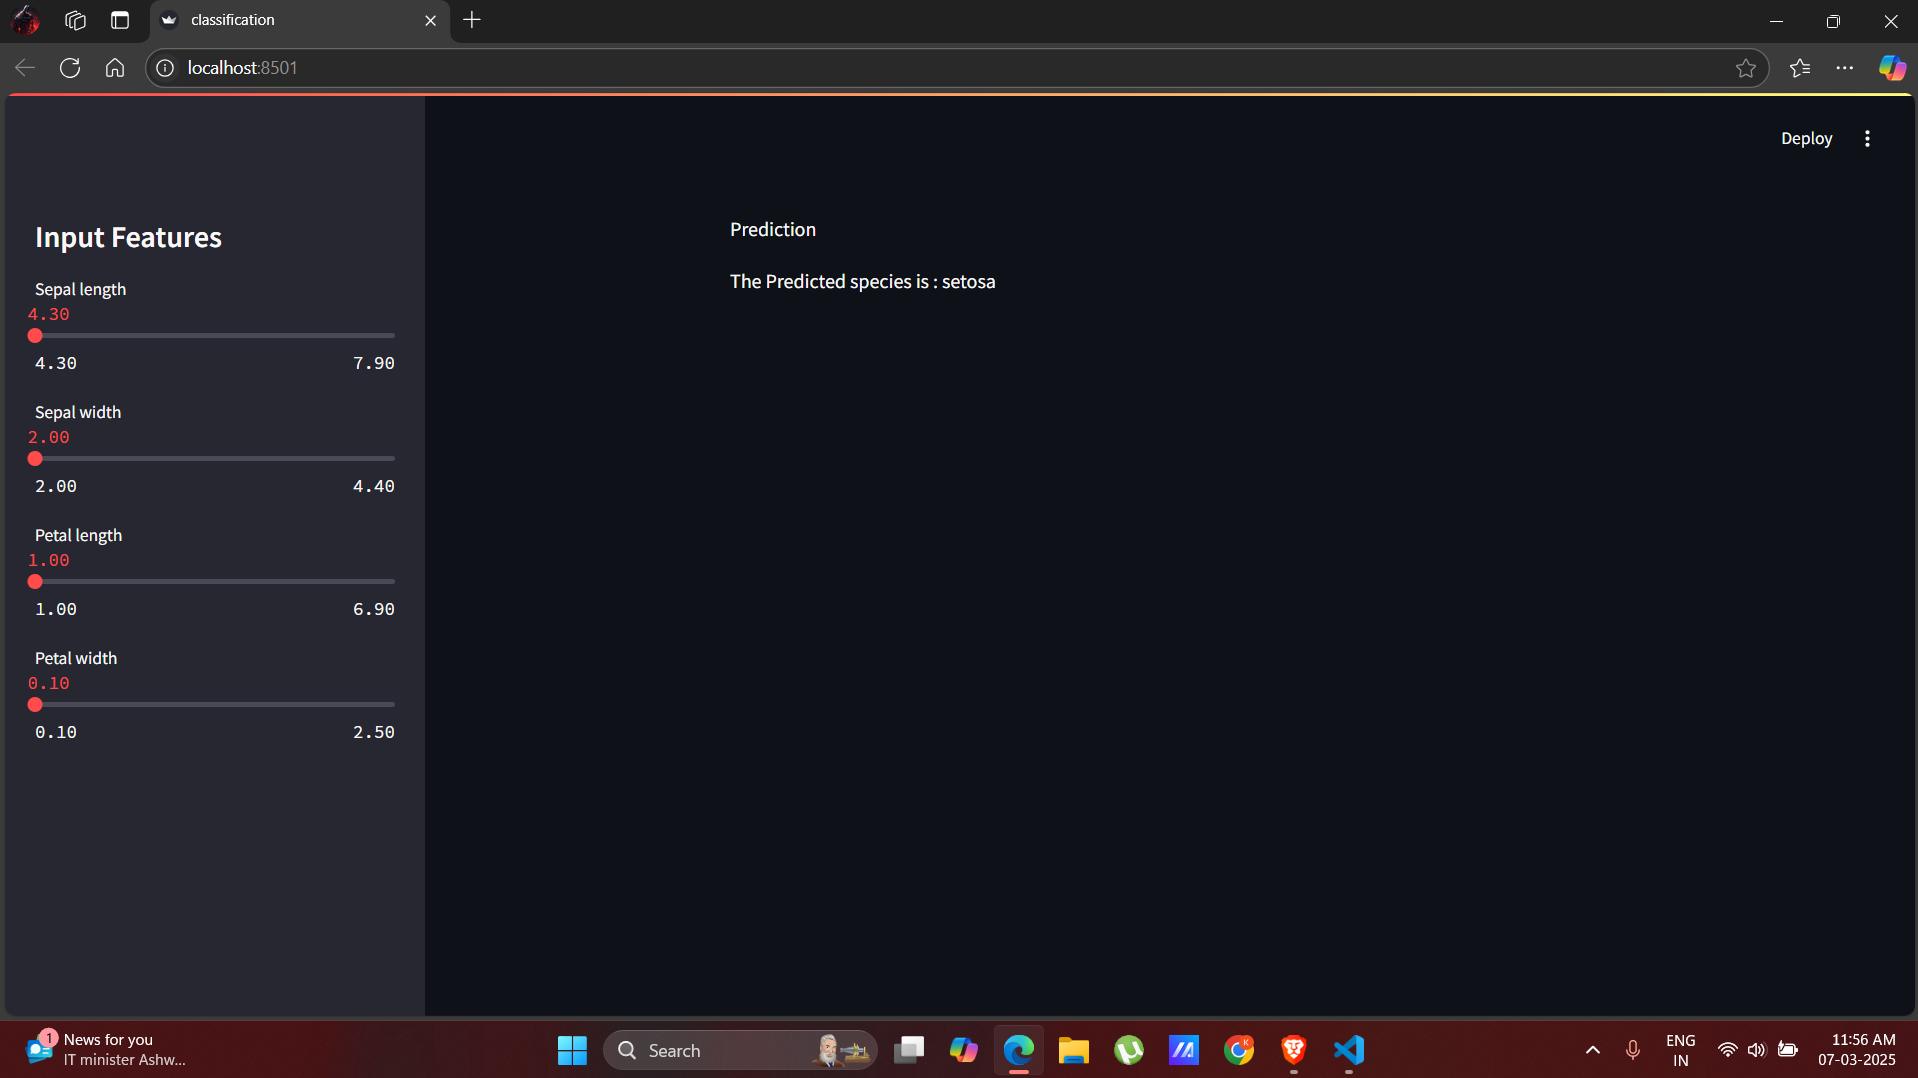 classification
localhost:8501
Deploy
Input Features
Sepal length
4.30
4.30 7.90
Sepal width
2.00
2.00 4.40
Petal length
1.00
1.00 6.90
Petal width
0.10
0.10 2.50
Prediction
The Predicted species is : setosa
1
News for you
IT minister Ashw...
Search
K
ENG
IN
11:56 AM
07-03-2025